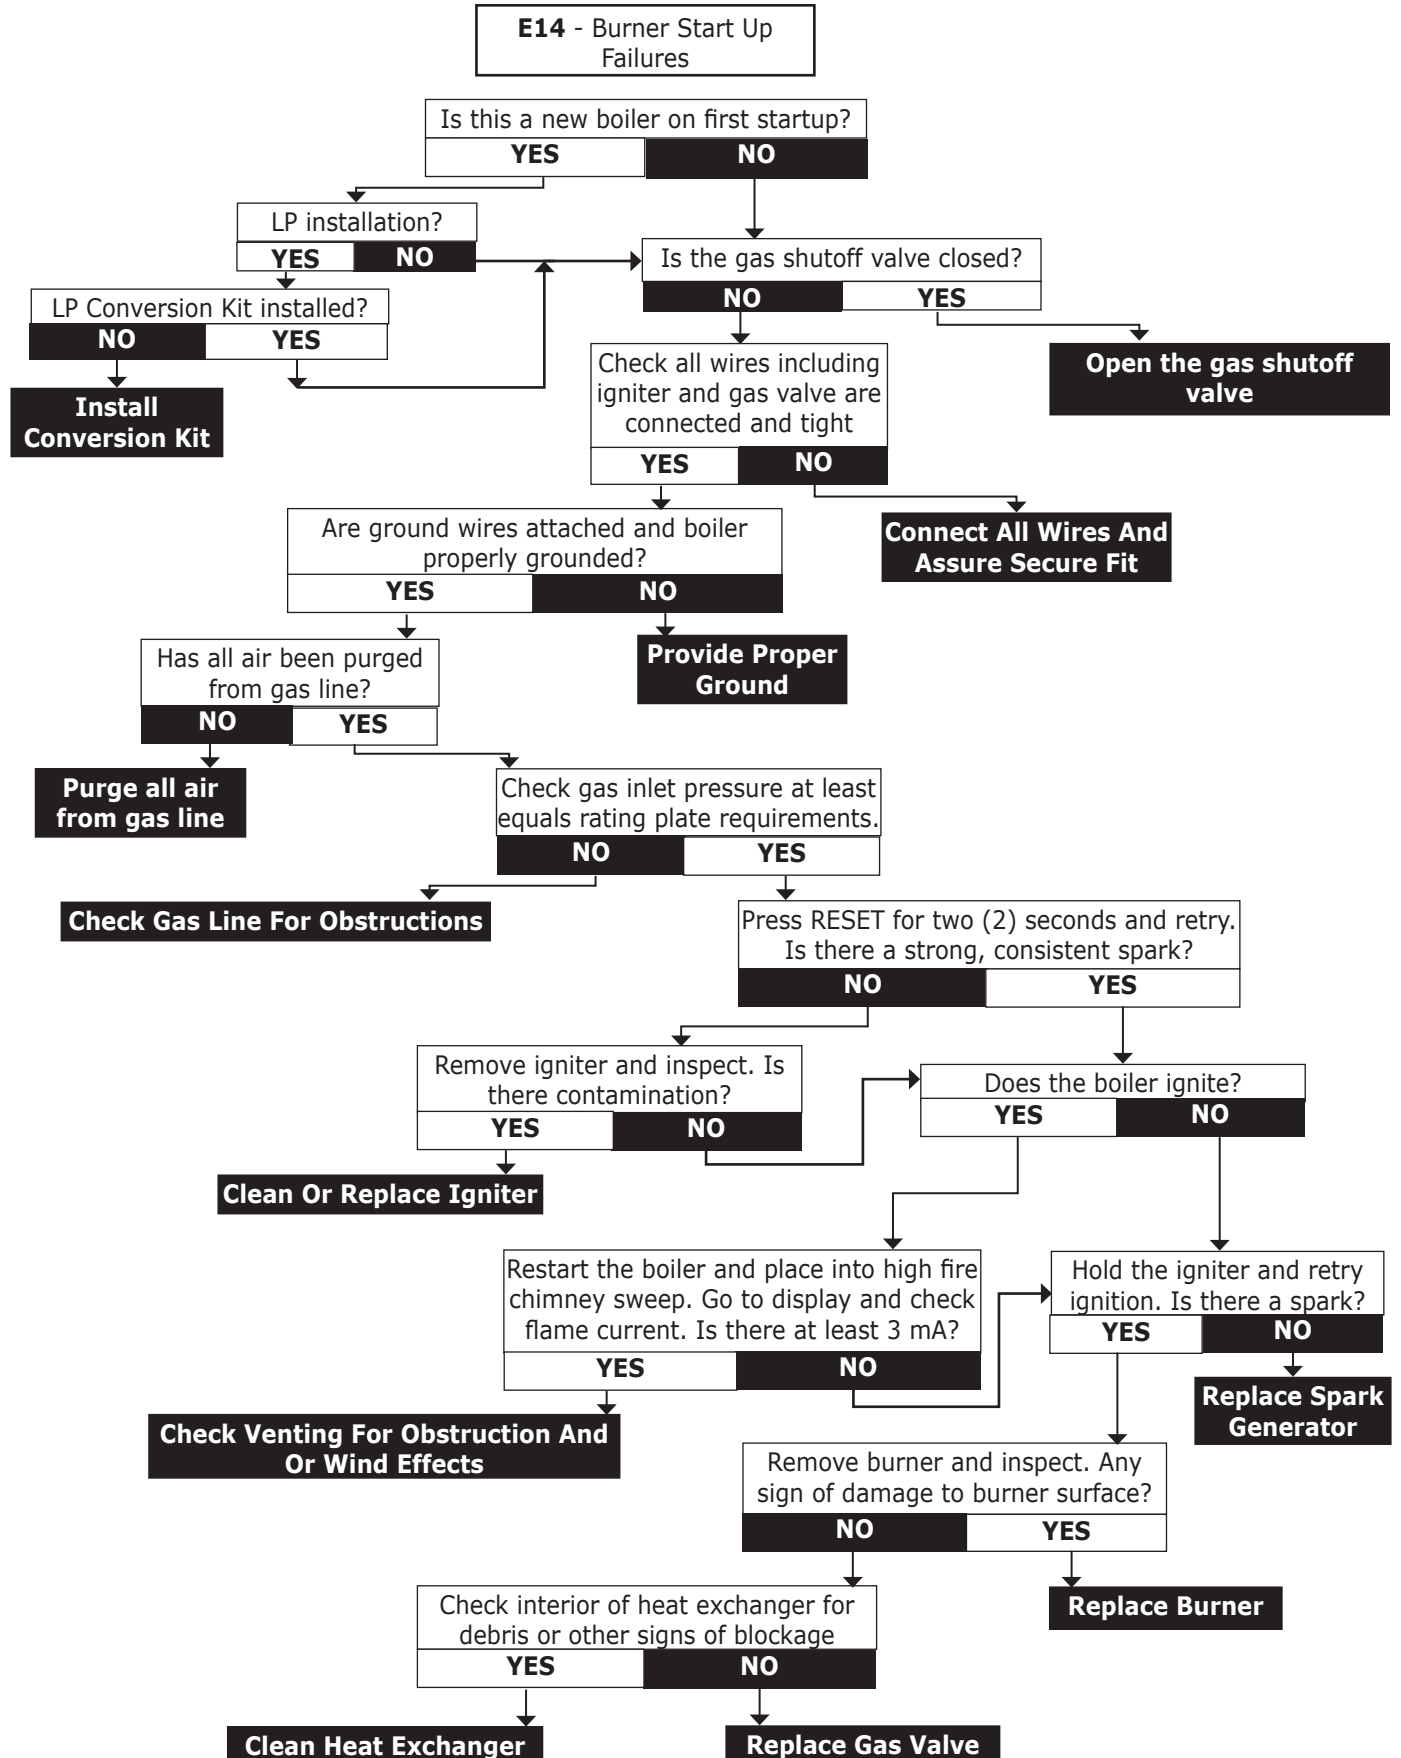 E14 - Burner Start Up
Failures
Is this a new boiler on first startup?
YES
NO
LP installation?
YES
NO
Is the gas shutoff valve closed?
NO
YES
LP Conversion Kit installed?
NO
YES
Install
Conversion Kit
Open the gas shutoff
valve
Check all wires including
igniter and gas valve are
connected and tight
YES
NO
Connect All Wires And
Assure Secure Fit
Are ground wires attached and boiler
properly grounded?
YES
NO
Provide Proper
Ground
Has all air been purged
from gas line?
NO
YES
Purge all air
from gas line
Check gas inlet pressure at least
equals rating plate requirements.
NO
YES
Check Gas Line For Obstructions
Press RESET for two (2) seconds and retry.
Is there a strong, consistent spark?
NO
YES
Remove igniter and inspect. Is
there contamination?
YES
NO
Clean Or Replace Igniter
Does the boiler ignite?
YES
NO
Restart the boiler and place into high fire
chimney sweep. Go to display and check
flame current. Is there at least 3 mA?
YES
NO
Check Venting For Obstruction And
Or Wind Effects
Hold the igniter and retry
ignition. Is there a spark?
YES
NO
Replace Spark
Generator
Remove burner and inspect. Any
sign of damage to burner surface?
NO
YES
Replace Burner
Check interior of heat exchanger for
debris or other signs of blockage
YES
NO
Clean Heat Exchanger
Replace Gas Valve